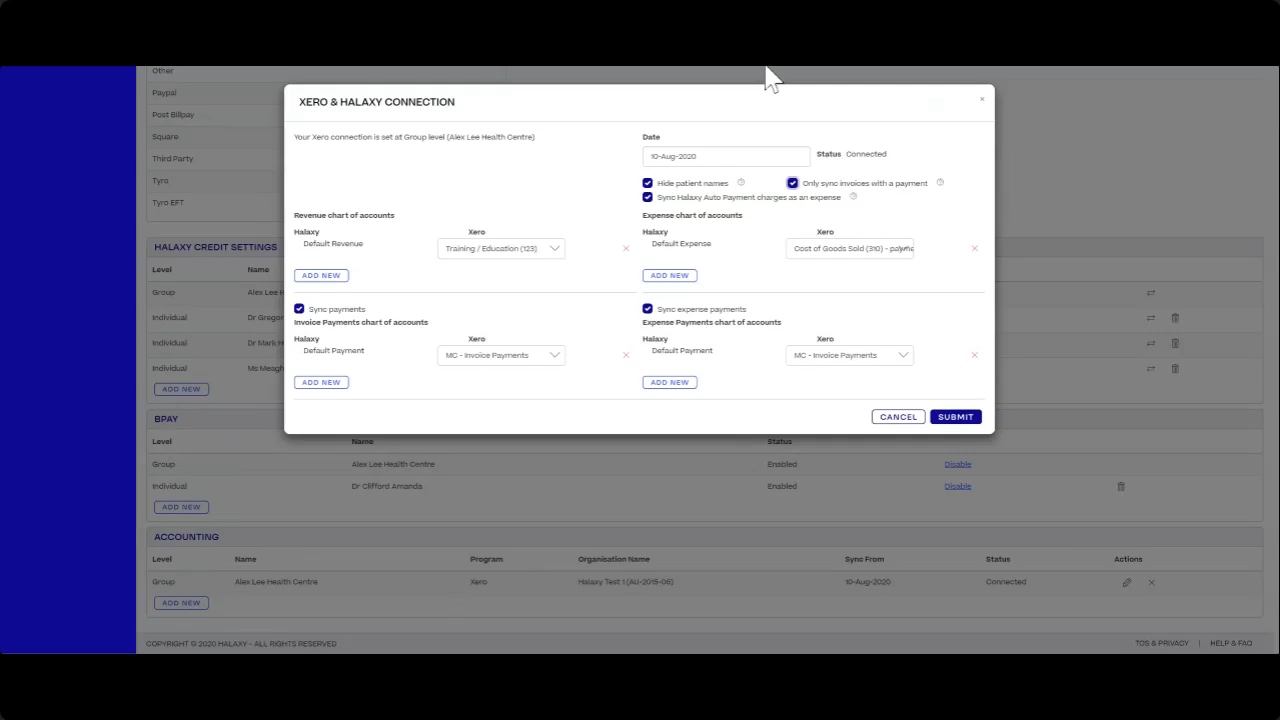 Other
Paypal
Post Billpay
Square
Third Party
Tyro
Tyro EFT
XERO & HALAXY CONNECTION
×
Your Xero connection is set at Group level (Alex Lee Health Centre)
Date
10-Aug-2020
Status Connected
Hide patient names
Only sync invoices with a payment
Sync Halaxy Auto Payment charges as an expense
Revenue chart of accounts
Halaxy Xero
Default Revenue
Training / Education (123)
ADD NEW
Expense chart of accounts
Halaxy Xero
Default Expense
Cost of Goods Sold (310) - 
ADD NEW
Sync payments
Invoice Payments chart of accounts
Halaxy Xero
Default Payment
MC - Invoice Payments
ADD NEW
Sync expense payments
Expense Payments chart of accounts
Halaxy Xero
Default Payment
MC - Invoice Payments
ADD NEW
CANCEL SUBMIT
HALAXY CREDIT SETTINGS
Level Name
Group Alex Lee H
Individual Dr Gregor
Individual Dr Mark H
Individual Ms Meagh
ADD NEW
BPAY
Level Name Status
Group Alex Lee Health Centre Enabled Disable
Individual Dr Clifford Amanda Enabled Disable
ADD NEW
ACCOUNTING
Level Name Program Organisation Name Sync From Status Actions
Group Alex Lee Health Centre Xero Halaxy Test 1 (AU-2015-06) 10-Aug-2020 Connected
ADD NEW
COPYRIGHT © 2020 HALAXY - ALL RIGHTS RESERVED
TOS & PRIVACY | HELP & FAQ